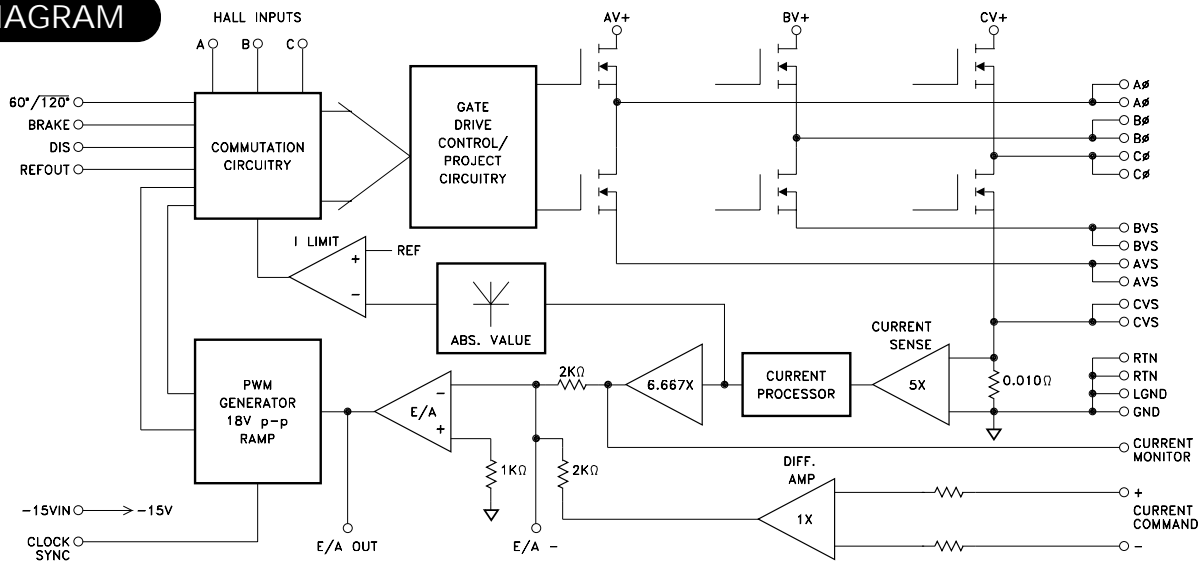 IAGRAM
HALL INPUTS
A
B
C
AV+
BV+
CV+
60°/120°
BRAKE
DIS
REFOUT
COMMUTATION
CIRCUITRY
GATE
DRIVE
CONTROL/
PROJECT
CIRCUITRY
AØ
AØ
BØ
BØ
CØ
CØ
BVS
BVS
AVS
AVS
CVS
CVS
I LIMIT
+
REF
-
ABS. VALUE
CURRENT
SENSE
5X
0.010Ω
RTN
RTN
LGND
GND
PWM
GENERATOR
18V p-p
RAMP
E/A
-
+
2KΩ
6.667X
CURRENT
PROCESSOR
CURRENT
MONITOR
1KΩ
2KΩ
DIFF.
AMP
1X
+
CURRENT
COMMAND
-
-15VIN
-15V
CLOCK
SYNC
E/A OUT
E/A -